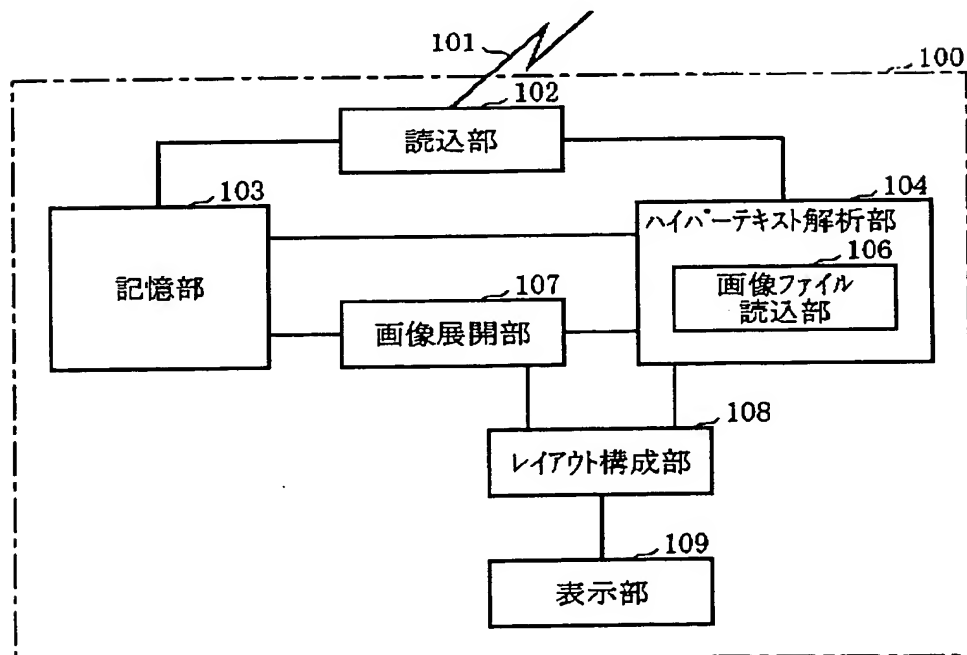 101
100
102
読込部
103
記憶部
104
ハイパーテキスト解析部
106
画像ファイル
読込部
107
画像展開部
108
レイアウト構成部
109
表示部